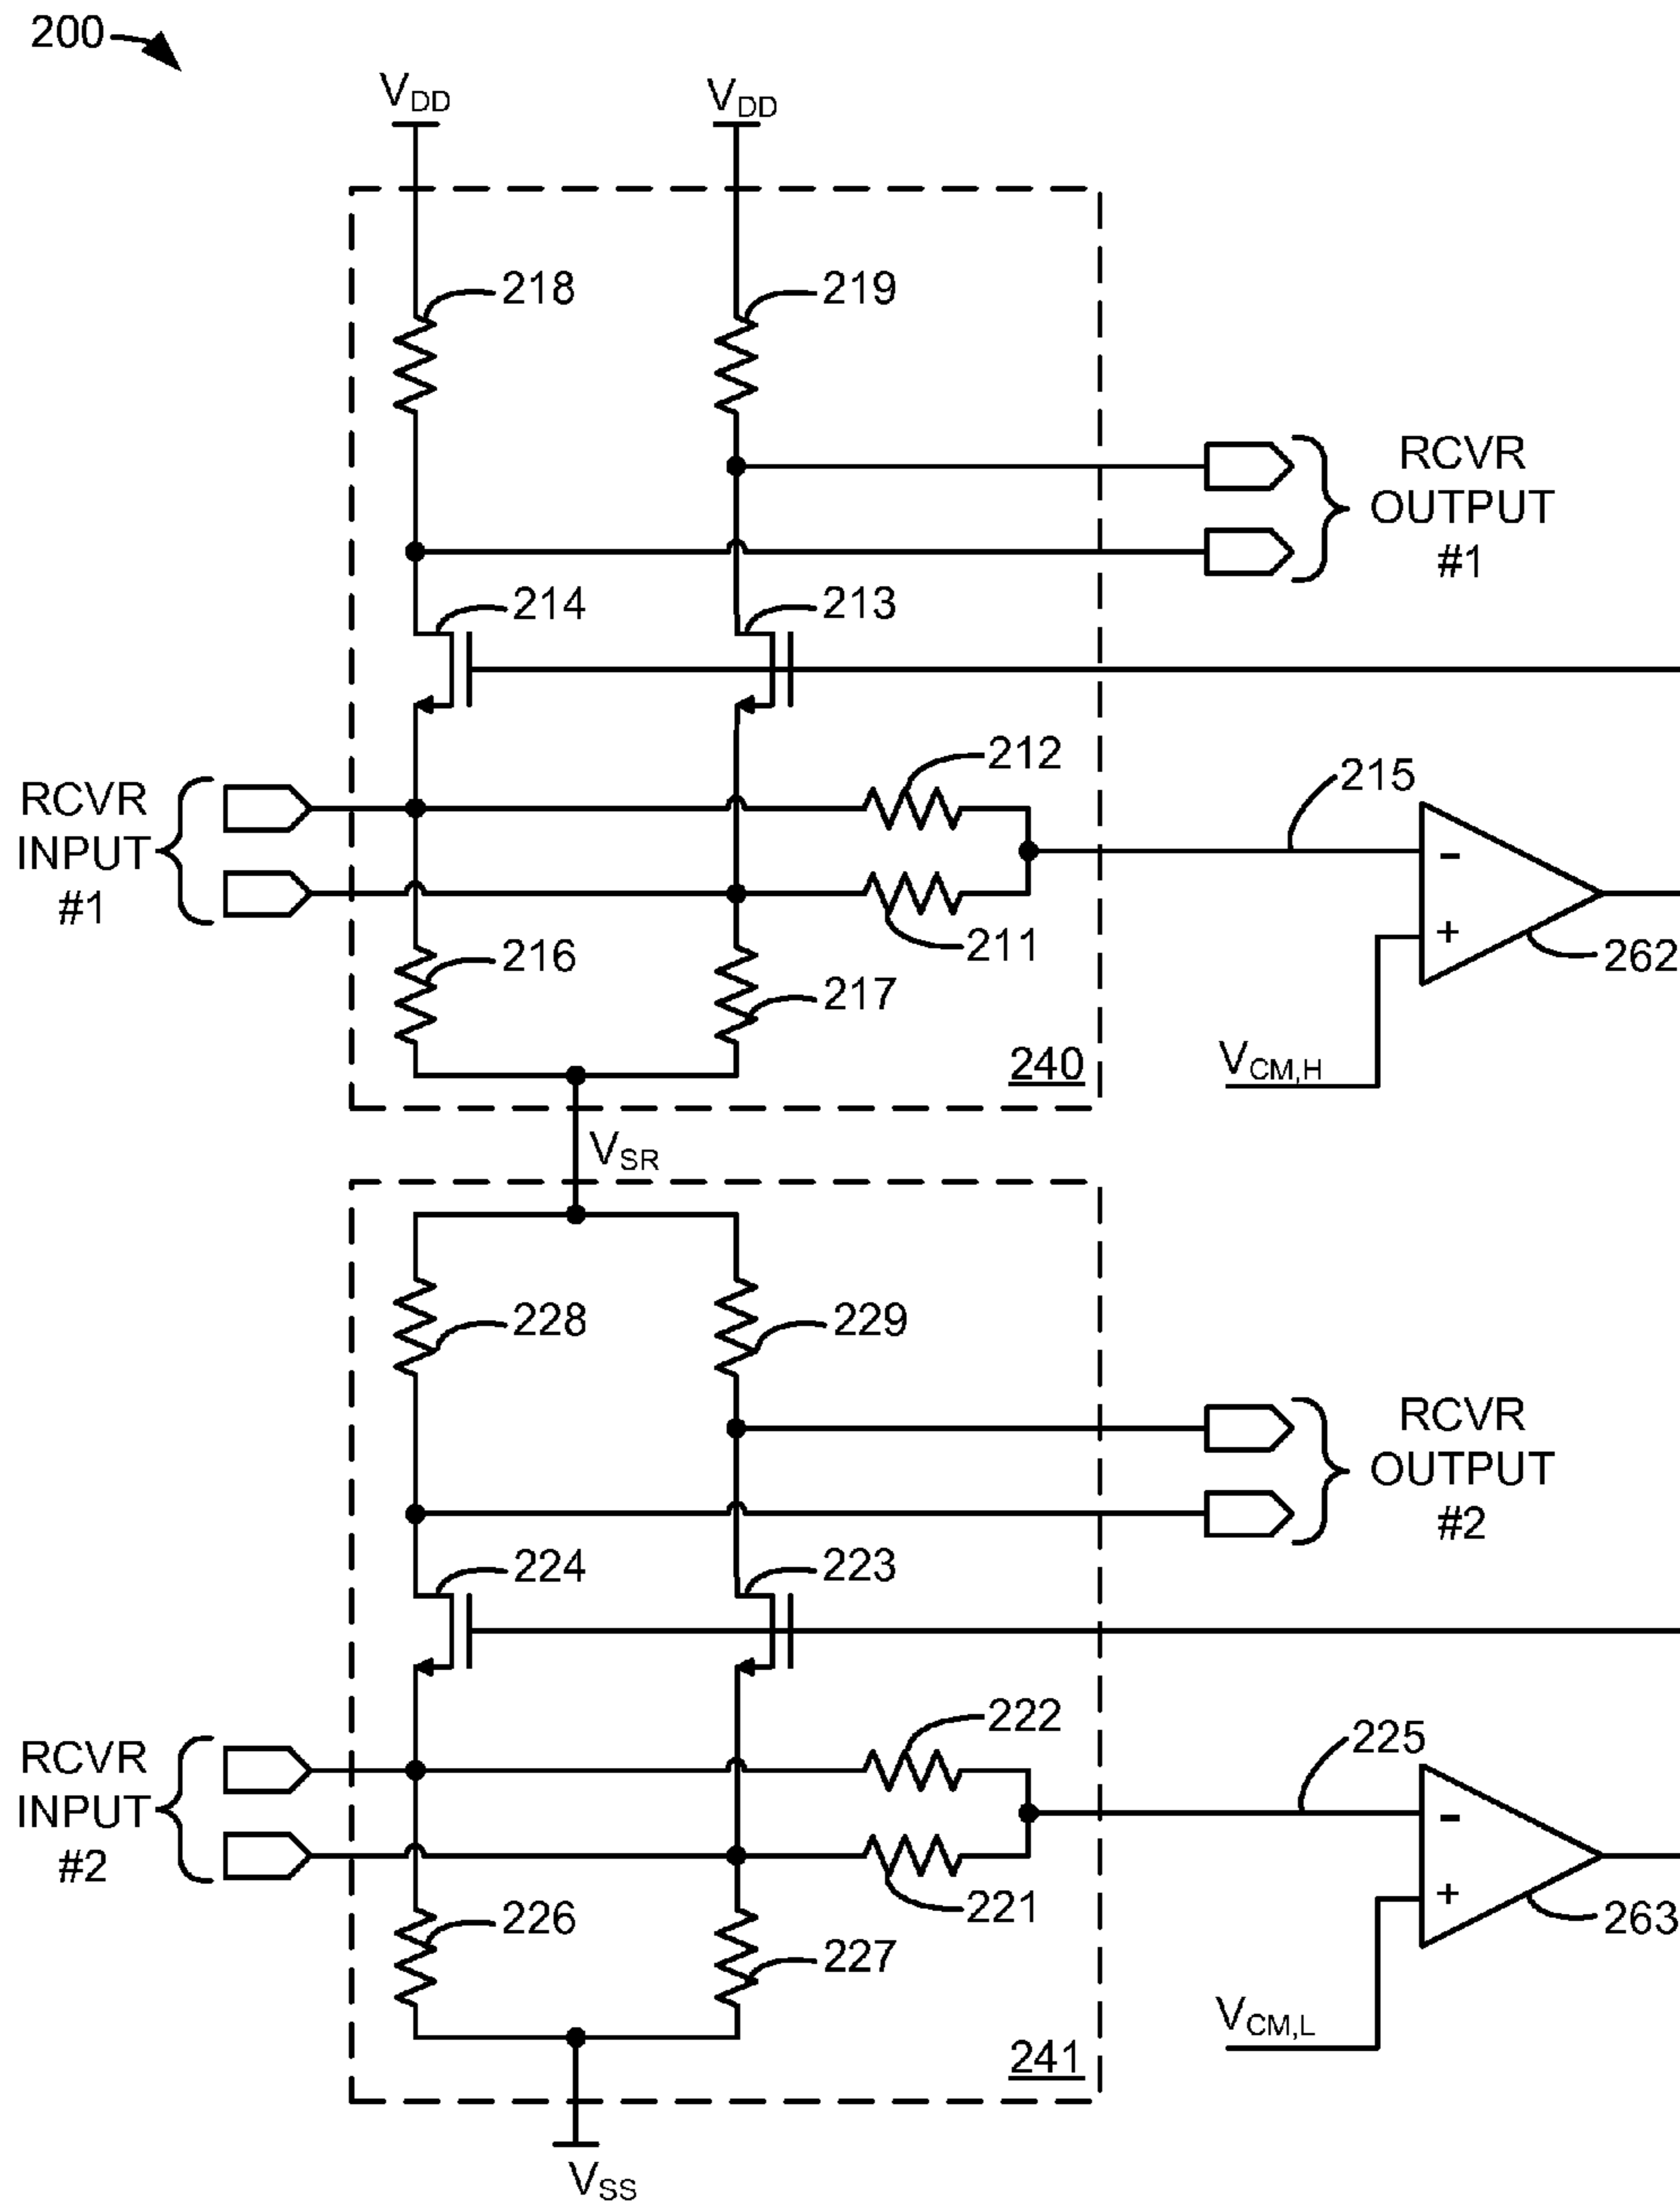 200
VDD
VDD
218
219
RCVR
OUTPUT
#1
214
213
212
215
RCVR
INPUT
#1
-
+
216
211
262
217
VCM,H
240
VSR
228
229
RCVR
OUTPUT
#2
224
223
222
225
RCVR
INPUT
#2
-
+
226
221
263
227
VCM,L
241
VSS